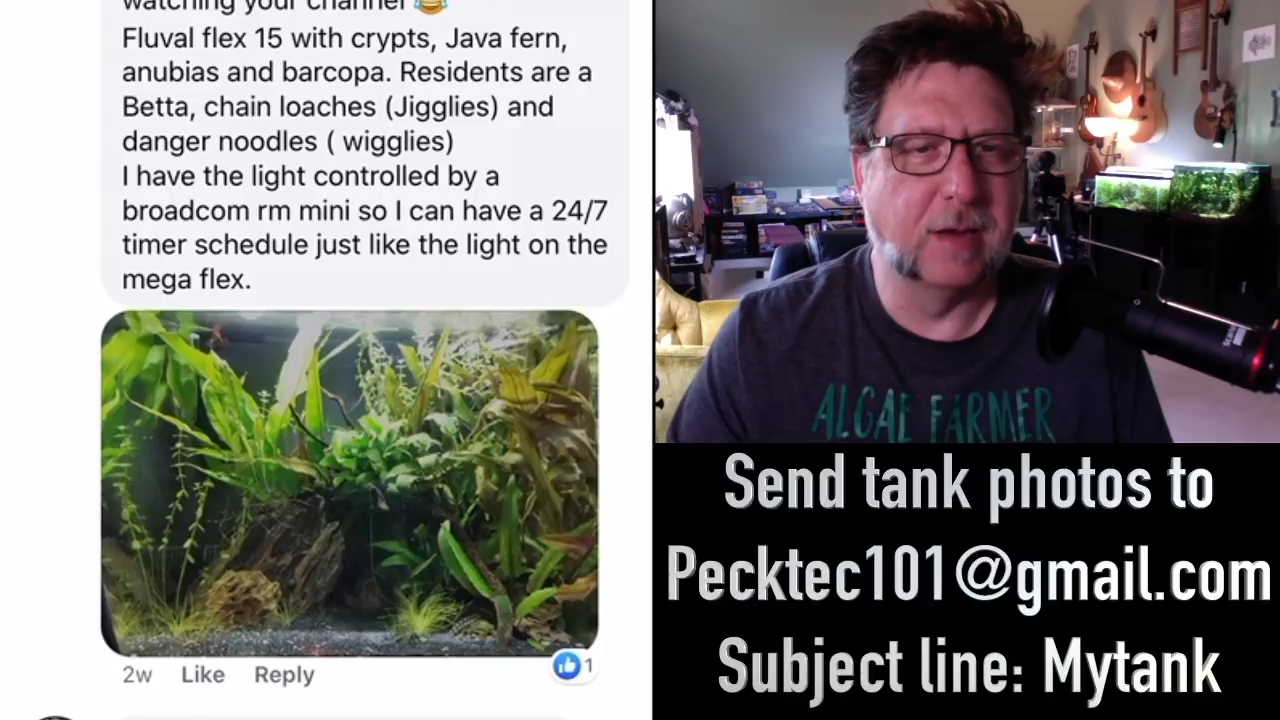 watching your channel 😂
Fluval flex 15 with crypts, Java fern,
anubias and barcopa. Residents are a
Betta, chain loaches (Jigglies) and
danger noodles ( wigglies)
I have the light controlled by a
broadcom rm mini so I can have a 24/7
timer schedule just like the light on the
mega flex.
2w Like Reply
1
ALGAE FARMER
Send tank photos to
Pecktec101@gmail.com
Subject line: Mytank